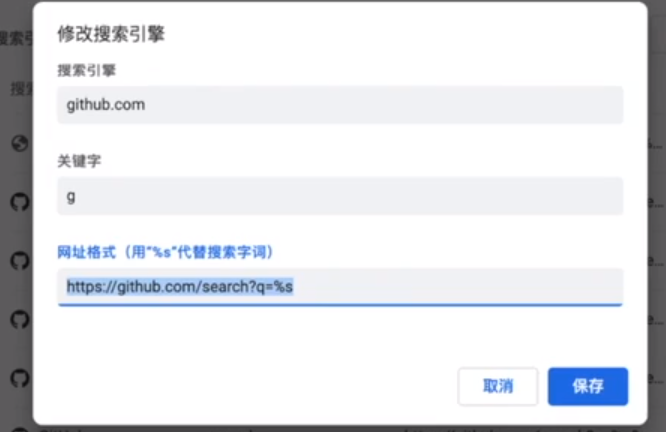 修改搜索引擎
搜索引擎
github.com
关键字
g
网址格式（用“%s”代替搜索字词）
https://github.com/search?q=%s
取消
保存